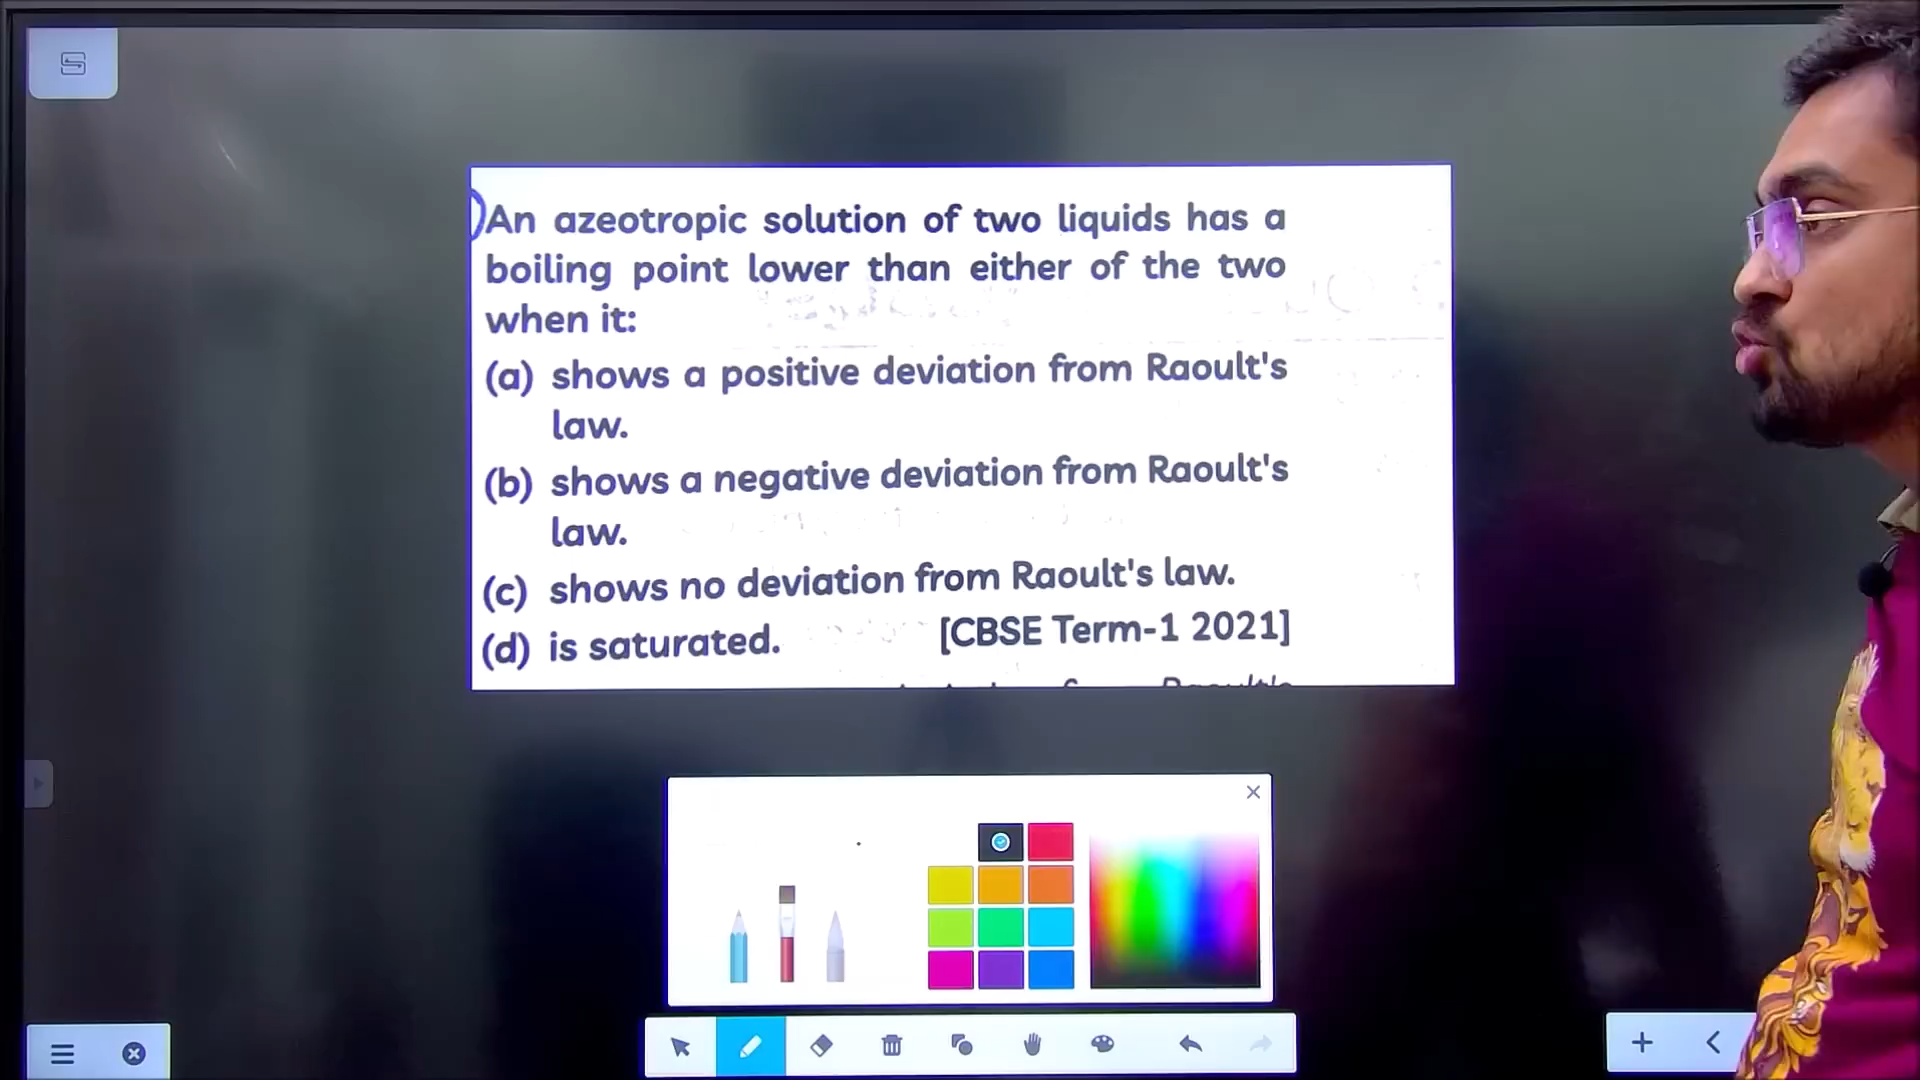 An azeotropic solution of two liquids has a
boiling point lower than either of the two
when it:
(a) shows a positive deviation from Raoult's
law.
(b) shows a negative deviation from Raoult's
law.
(c) shows no deviation from Raoult's law.
(d) is saturated. [CBSE Term-1 2021]